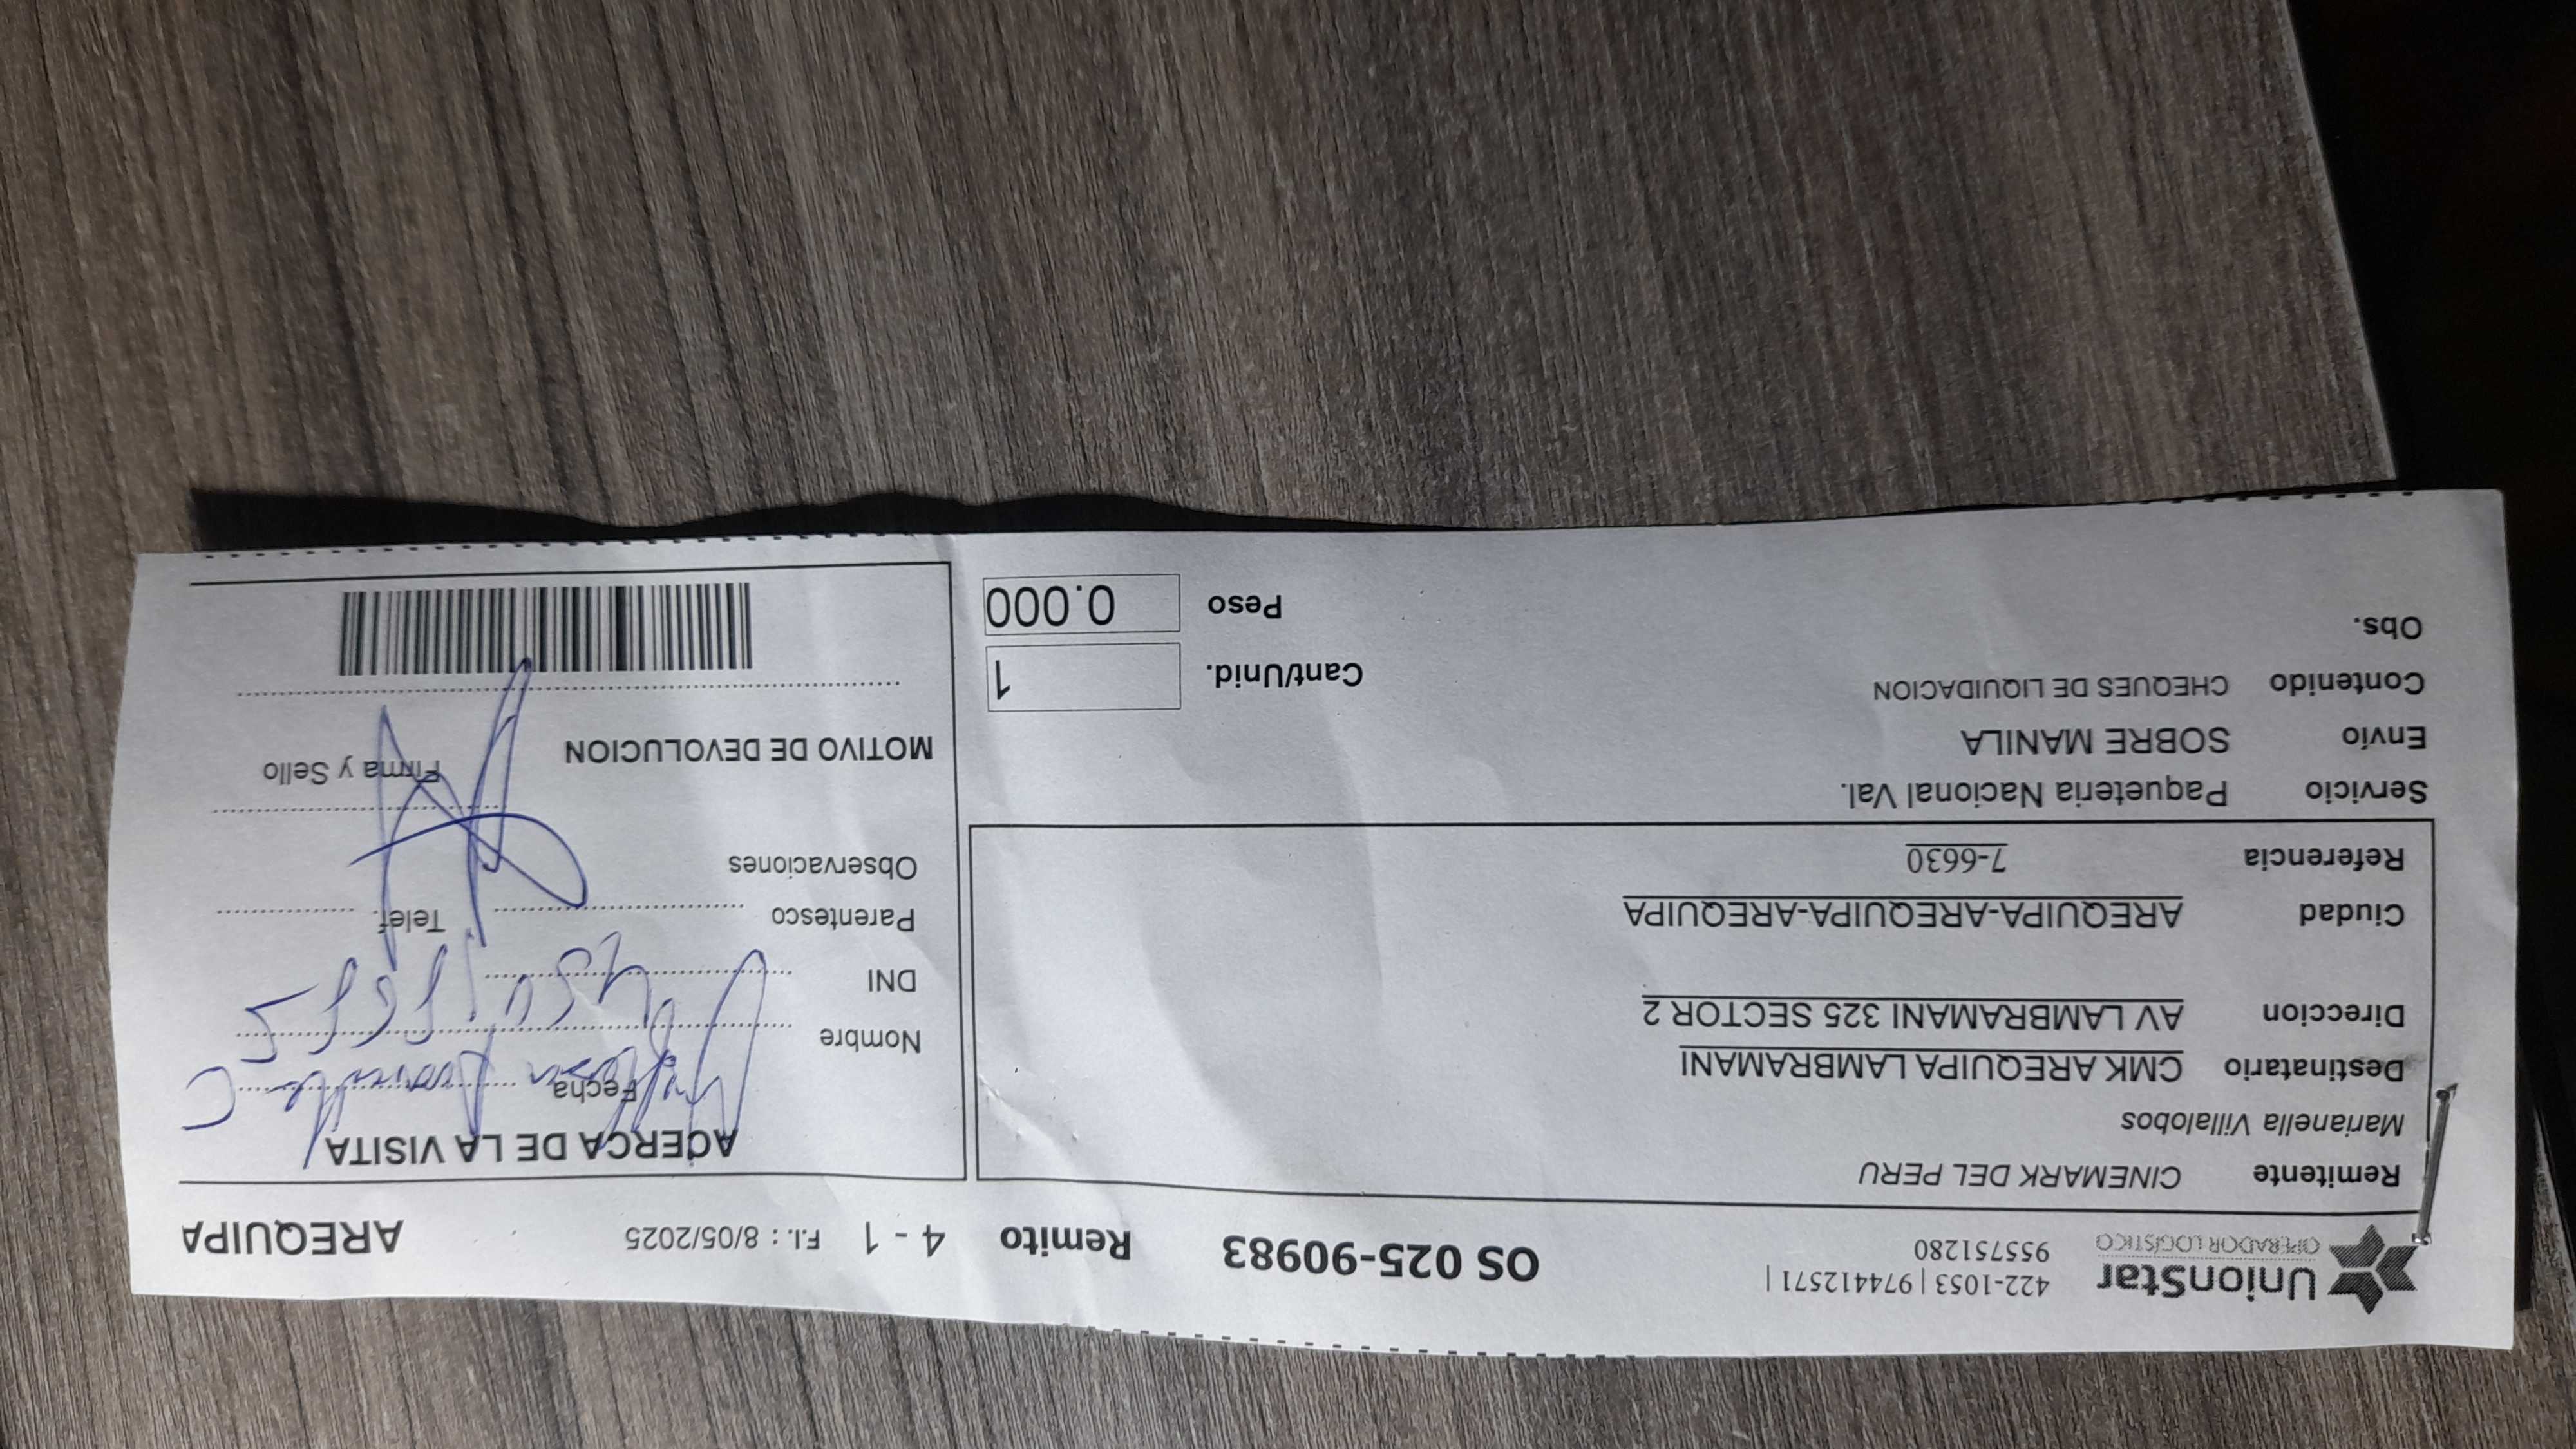 UnionStar
OPERADOR LOGÍSTICO
422-1053 | 974412571 |
955751280
OS 025-90983
Remito 4 - 1
F.I. : 8/05/2025
AREQUIPA
Remitente CINEMARK DEL PERU
Marianella Villalobos
Destinatario CMK AREQUIPA LAMBRAMANI
Direccion AV LAMBRAMANI 325 SECTOR 2
Ciudad AREQUIPA-AREQUIPA-AREQUIPA
Referencia 7-6630
Servicio Paqueteria Nacional Val.
Envío SOBRE MANILA
Contenido CHEQUES DE LIQUIDACION
Obs.
Cant/Unid. 1
Peso 0.000
ACERCA DE LA VISITA
Fecha
Nombre
DNI
Parentesco
Telef.
Observaciones
Firma y Sello
MOTIVO DE DEVOLUCION